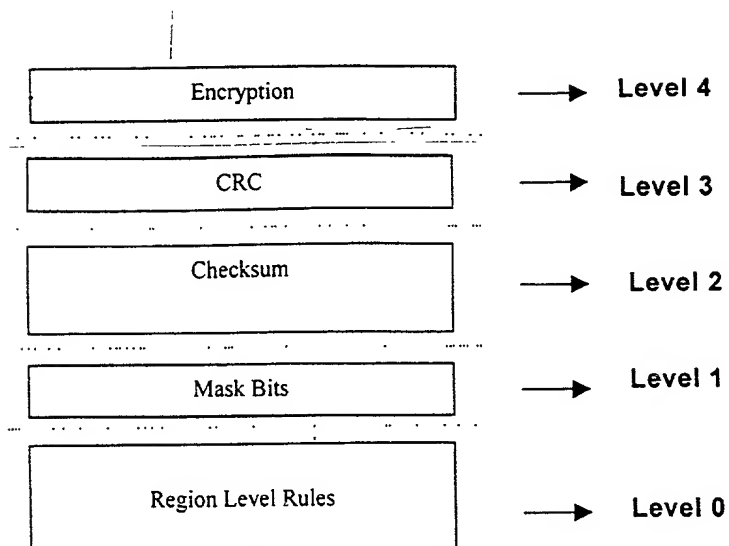 Encryption
Level 4
CRC
Level 3
Checksum
Level 2
Mask Bits
Level 1
Region Level Rules
Level 0